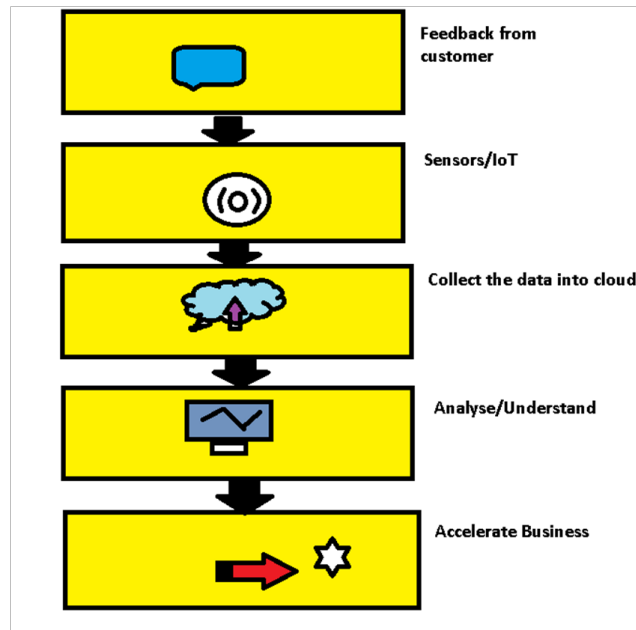 Feedback from
customer
Sensors/IoT
Collect the data into cloud
Analyse/Understand
Accelerate Business